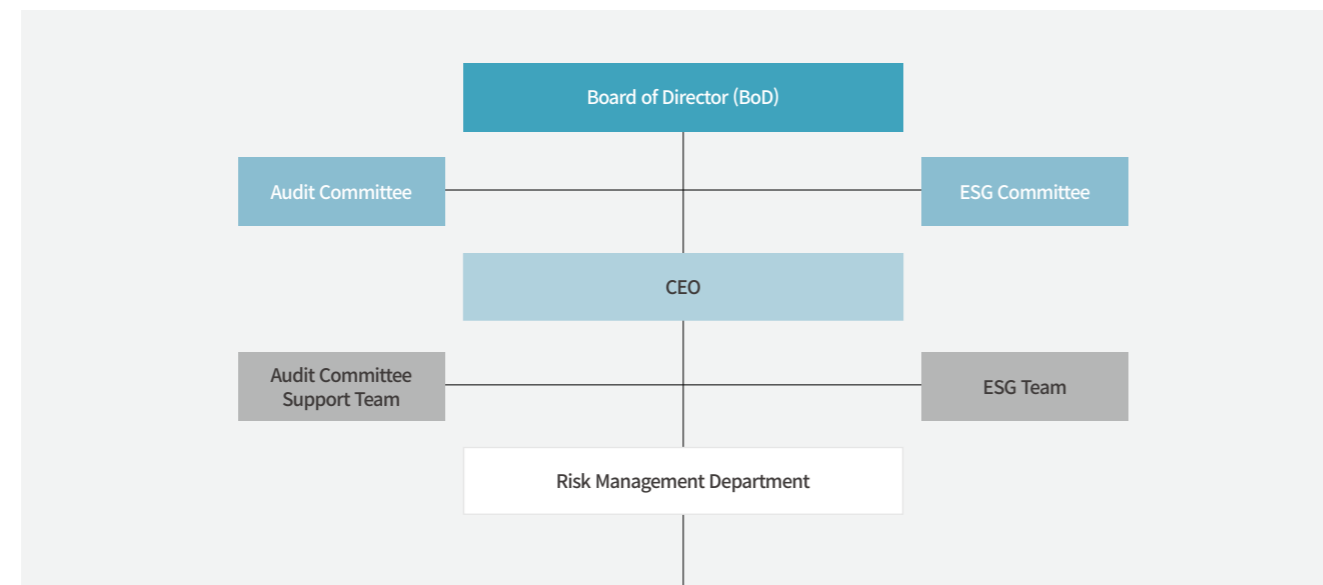 Board of Director (BoD)
Audit Committee
ESG Committee
CEO
Audit Committee
Support Team
ESG Team
Risk Management Department